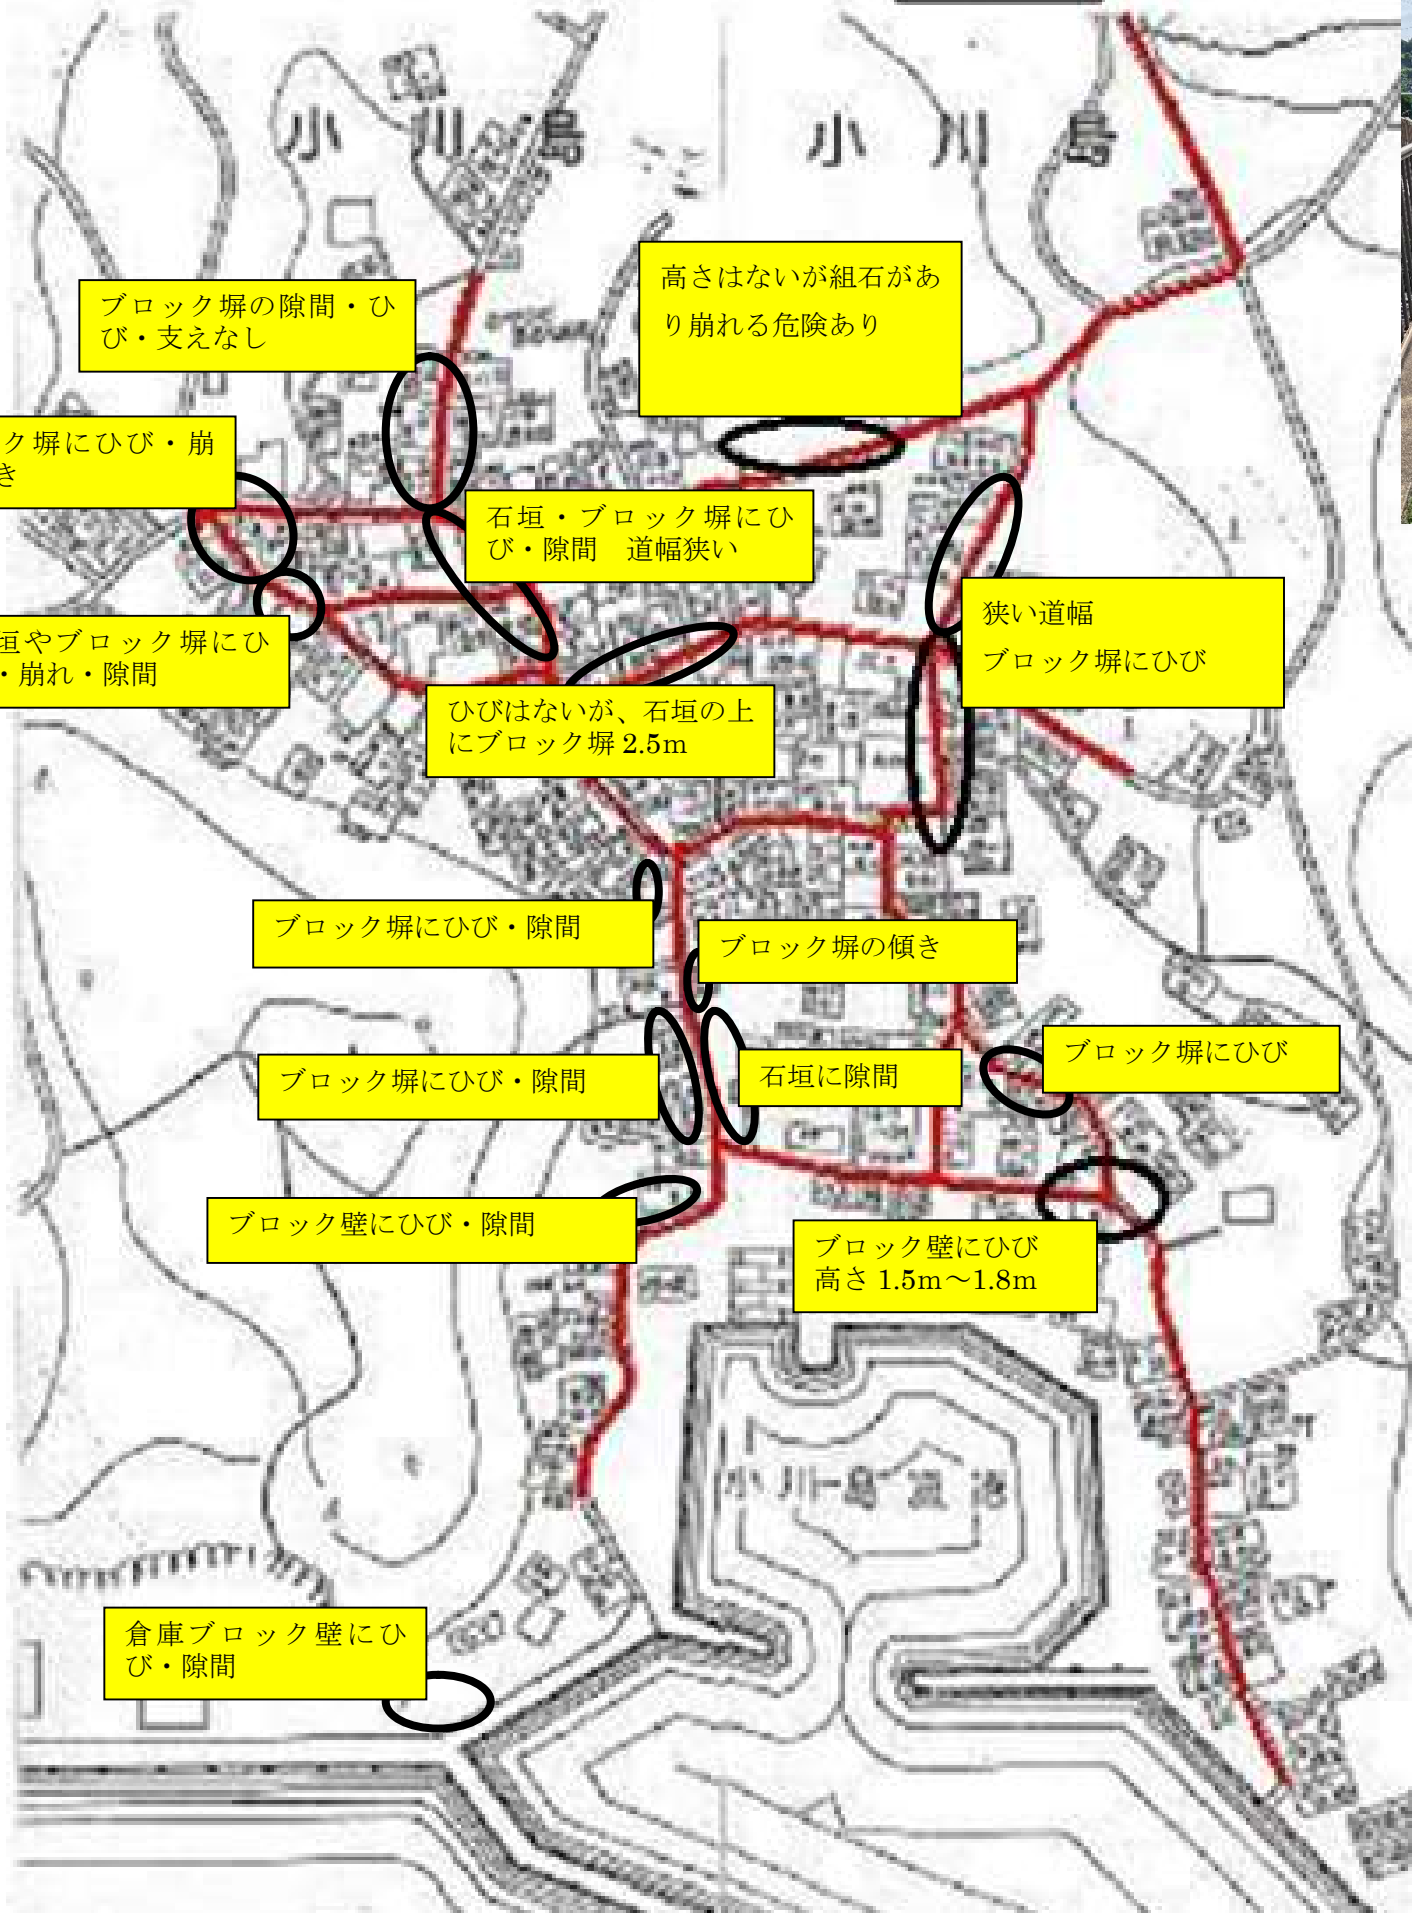 小川島
小川島
高さはないが組石があ
り崩れる危険あり
ブロック塀の隙間・ひ
び・支えなし
ク塀にひび・崩
き
石垣・ブロック塀にひ
び・隙間　道幅狭い
狭い道幅
ブロック塀にひび
垣やブロック塀にひ
・崩れ・隙間
ひびはないが、石垣の上
にブロック塀 2.5m
ブロック塀にひび・隙間
ブロック塀の傾き
ブロック塀にひび
ブロック塀にひび・隙間
石垣に隙間
ブロック壁にひび・隙間
ブロック壁にひび
高さ 1.5m～1.8m
倉庫ブロック壁にひ
び・隙間